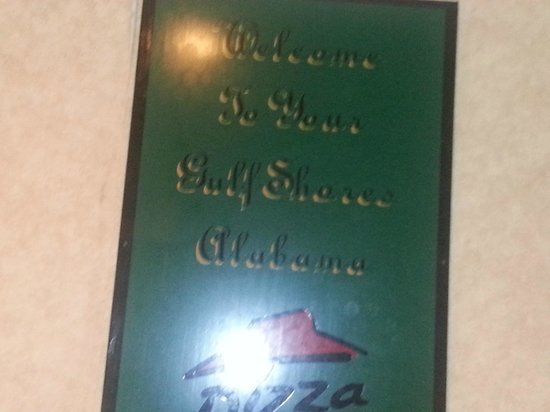 Welcome
To Your
Gulf Shores
Alabama
Pizza